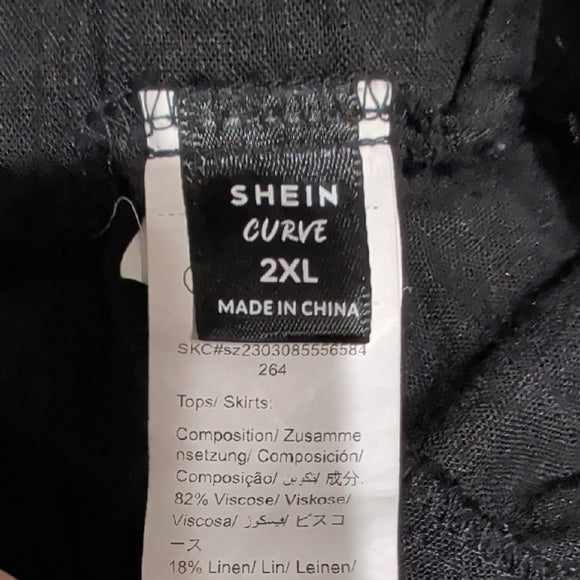 SHEIN
CURVE
2XL
MADE IN CHINA
SKC#sz2303085556584
264
Tops/ Skirts:
Composition/ Zusamme
nsetzung/ Composición/
Composição/ تكوين/ 成分:
82% Viscose/ Viskose/
Viscosa/ فيسكوز/ ビスコ
ース
18% Linen/ Lin/ Leinen/